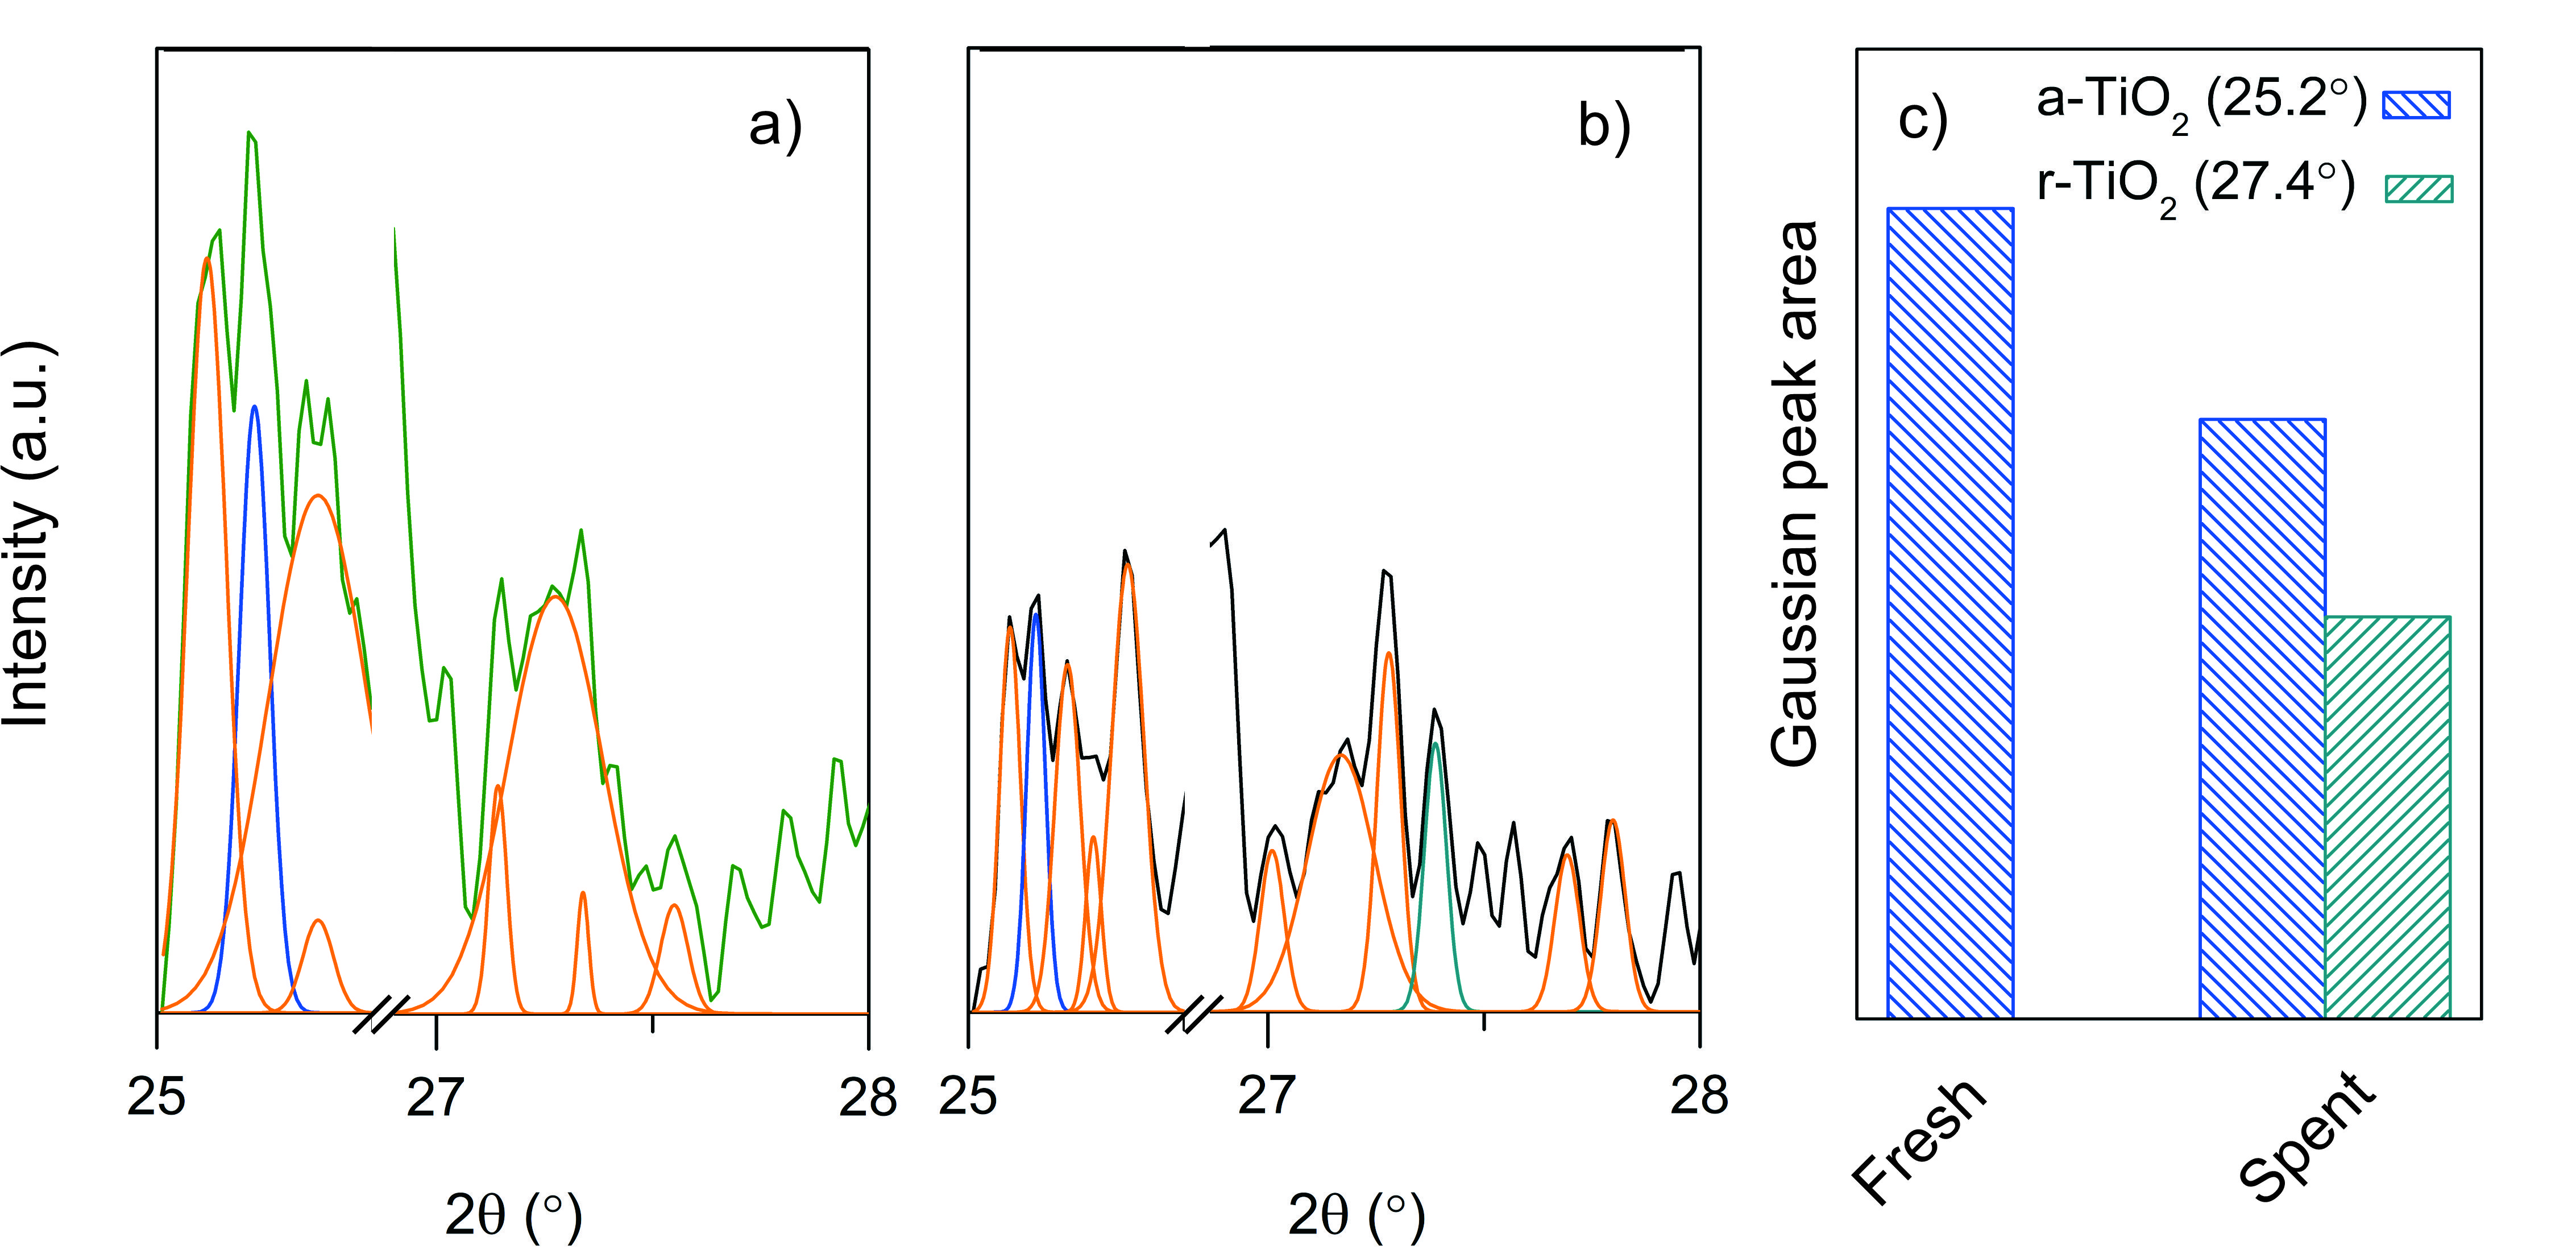 Intensity (a.u.)
a)
25
27
28
2θ (°)
b)
25
27
28
2θ (°)
Gaussian peak area
c)
a-TiO2 (25.2°)
r-TiO2 (27.4°)
Fresh
Spent